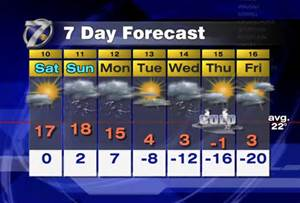 7 Day Forecast
10 11 12 13 14 15 16
Sat Sun Mon Tue Wed Thu Fri
COLD
17 18 15 4 3 -1 3
avg.
22°
0 2 7 -8 -12 -16 -20